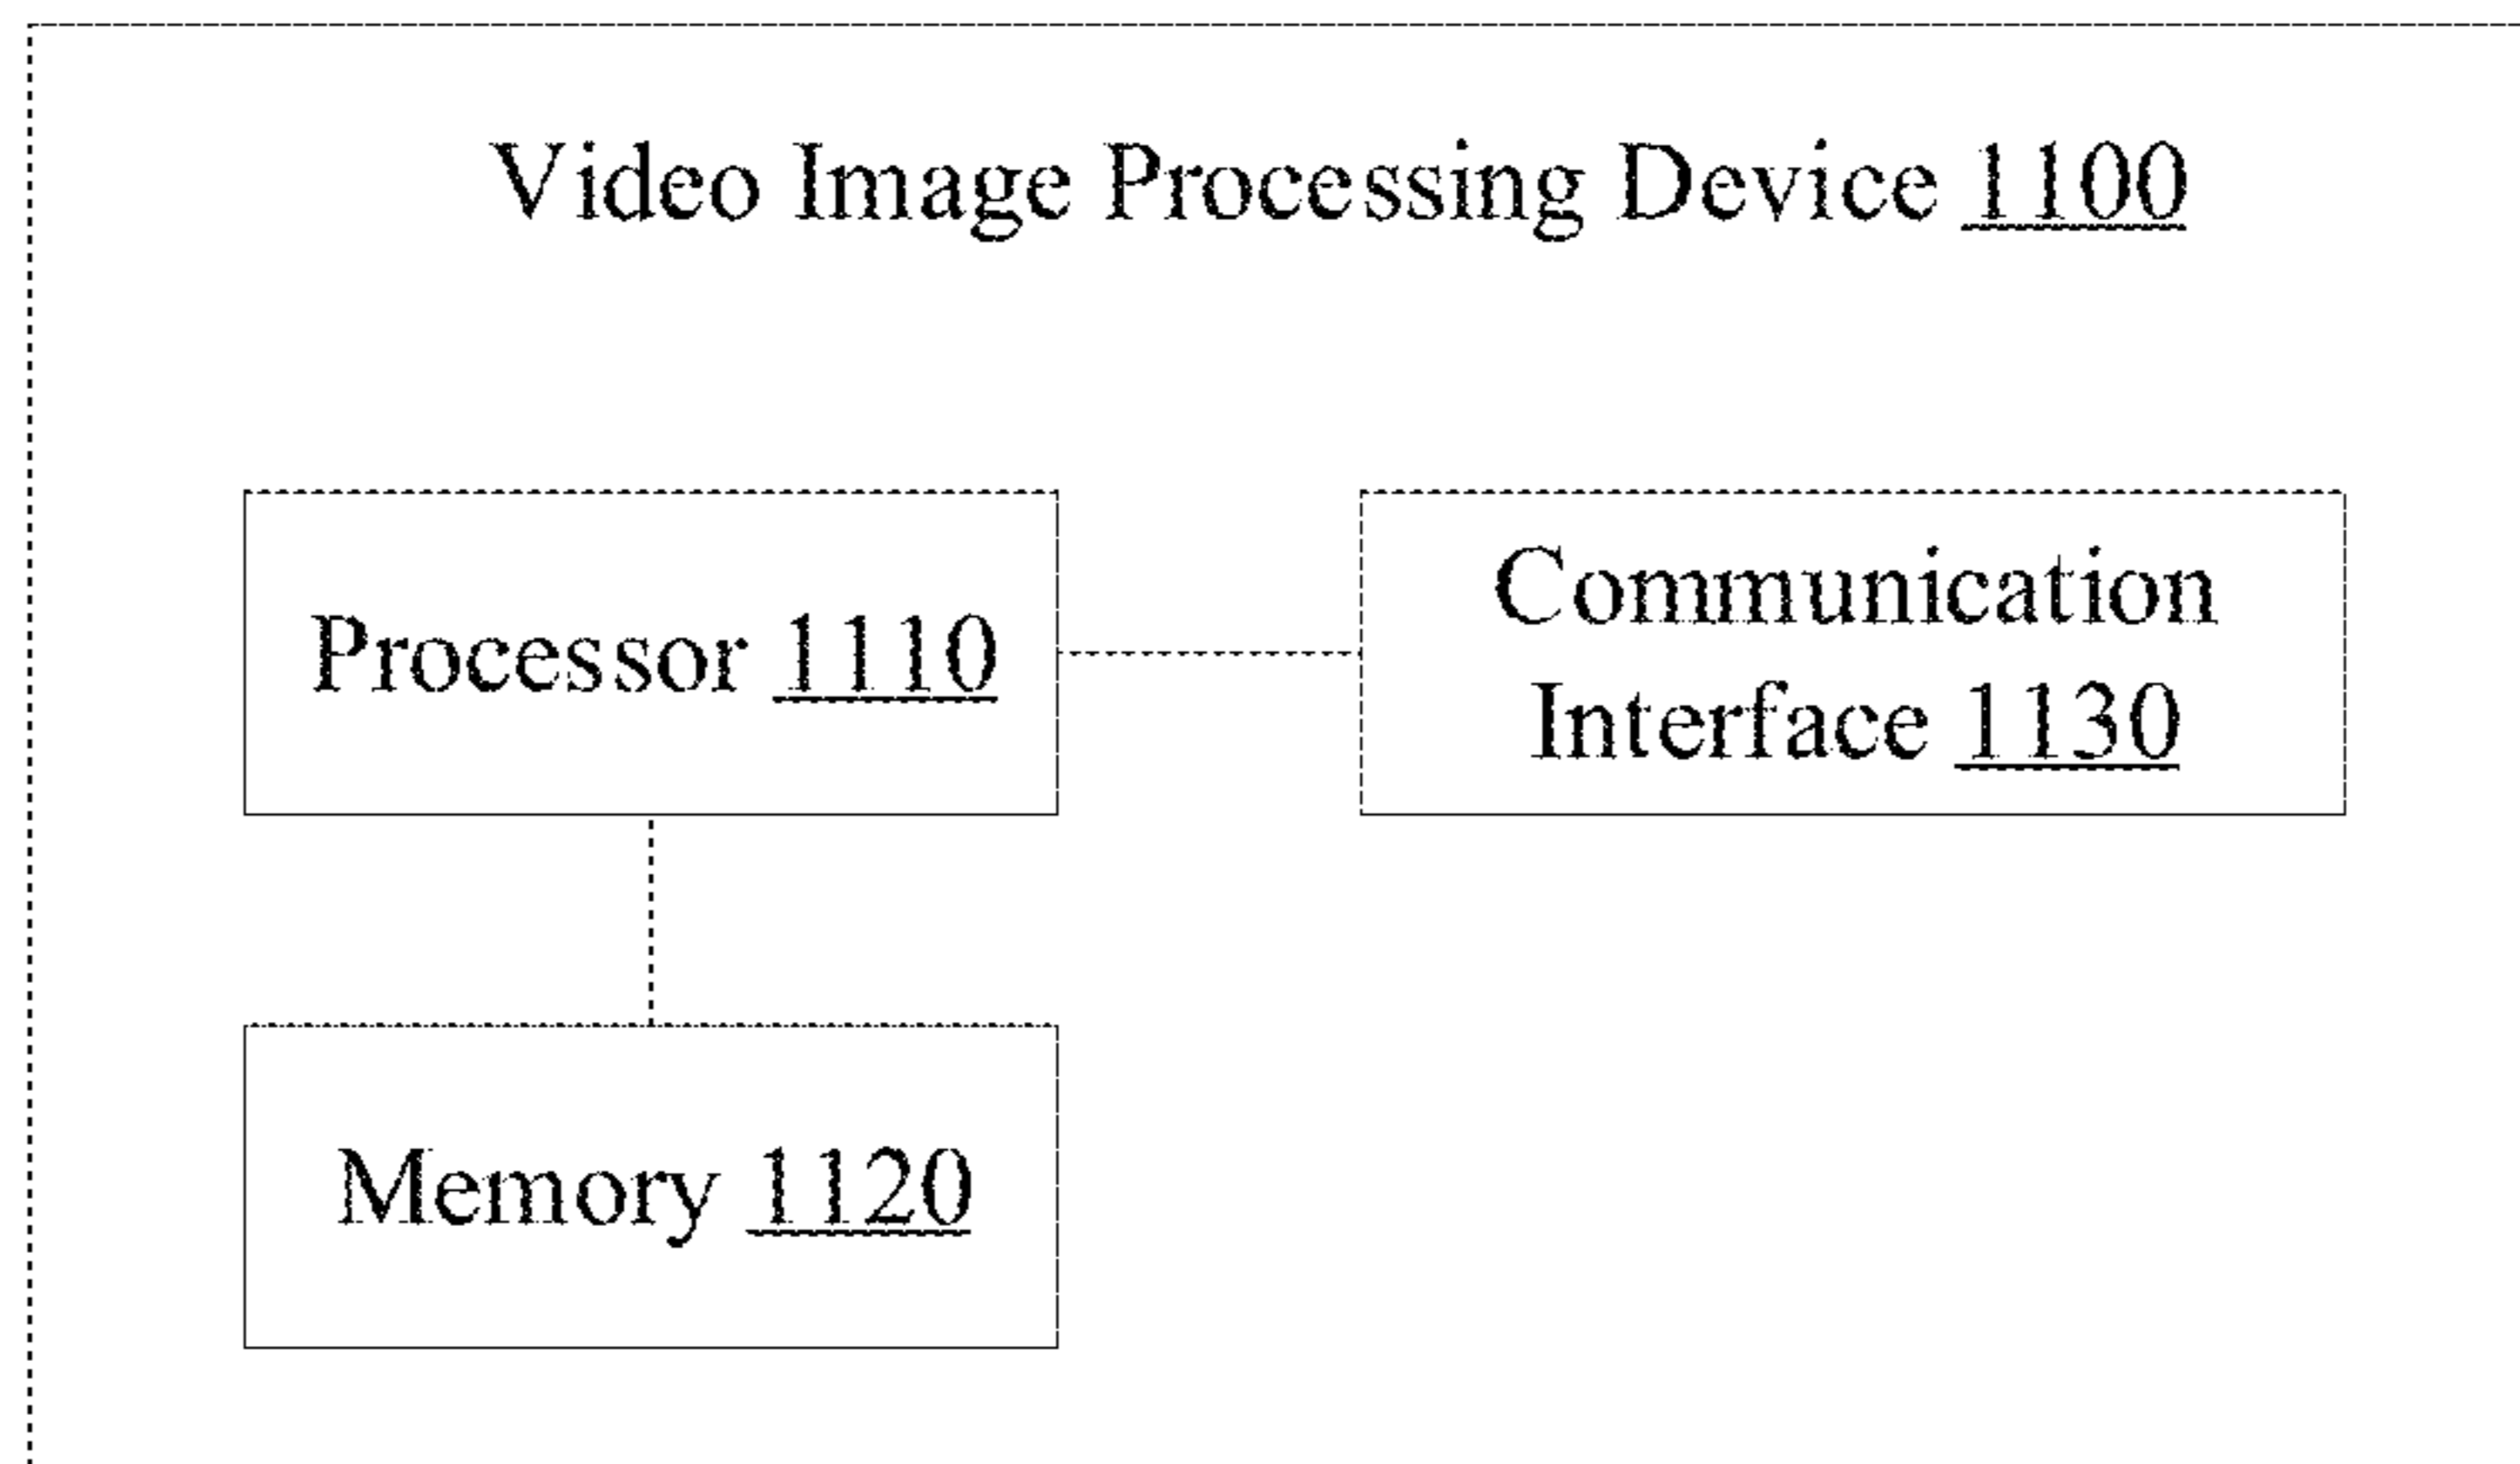 Video Image Processing Device 1100
Processor 1110
Communication
Interface 1130
Memory 1120